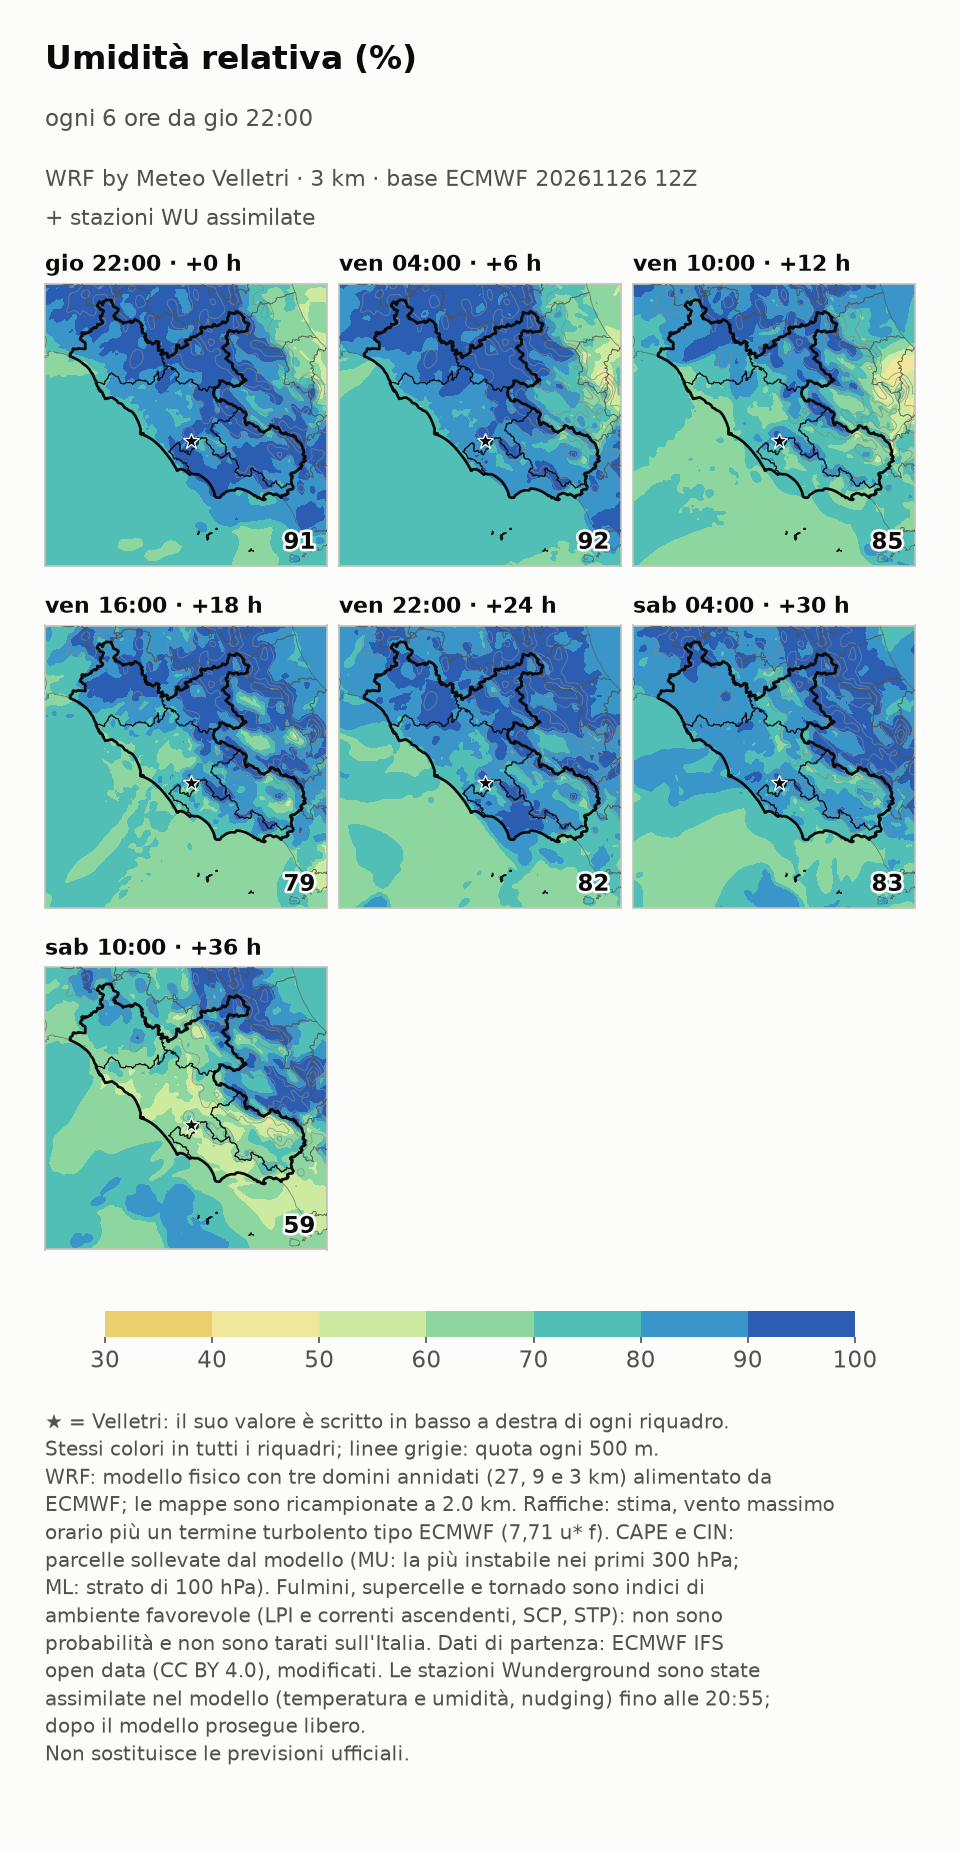 Umidità relativa (%)
ogni 6 ore da gio 22:00
WRF by Meteo Velletri · 3 km · base ECMWF 20261126 12Z
+ stazioni WU assimilate
gio 22:00 · +0 h
91
ven 04:00 · +6 h
92
ven 10:00 · +12 h
85
ven 16:00 · +18 h
79
ven 22:00 · +24 h
82
sab 04:00 · +30 h
83
sab 10:00 · +36 h
59
30 40 50 60 70 80 90 100
★ = Velletri: il suo valore è scritto in basso a destra di ogni riquadro.
Stessi colori in tutti i riquadri; linee grigie: quota ogni 500 m.
WRF: modello fisico con tre domini annidati (27, 9 e 3 km) alimentato da
ECMWF; le mappe sono ricampionate a 2.0 km. Raffiche: stima, vento massimo
orario più un termine turbolento tipo ECMWF (7,71 u* f). CAPE e CIN:
parcelle sollevate dal modello (MU: la più instabile nei primi 300 hPa;
ML: strato di 100 hPa). Fulmini, supercelle e tornado sono indici di
ambiente favorevole (LPI e correnti ascendenti, SCP, STP): non sono
probabilità e non sono tarati sull'Italia. Dati di partenza: ECMWF IFS
open data (CC BY 4.0), modificati. Le stazioni Wunderground sono state
assimilate nel modello (temperatura e umidità, nudging) fino alle 20:55;
dopo il modello prosegue libero.
Non sostituisce le previsioni ufficiali.